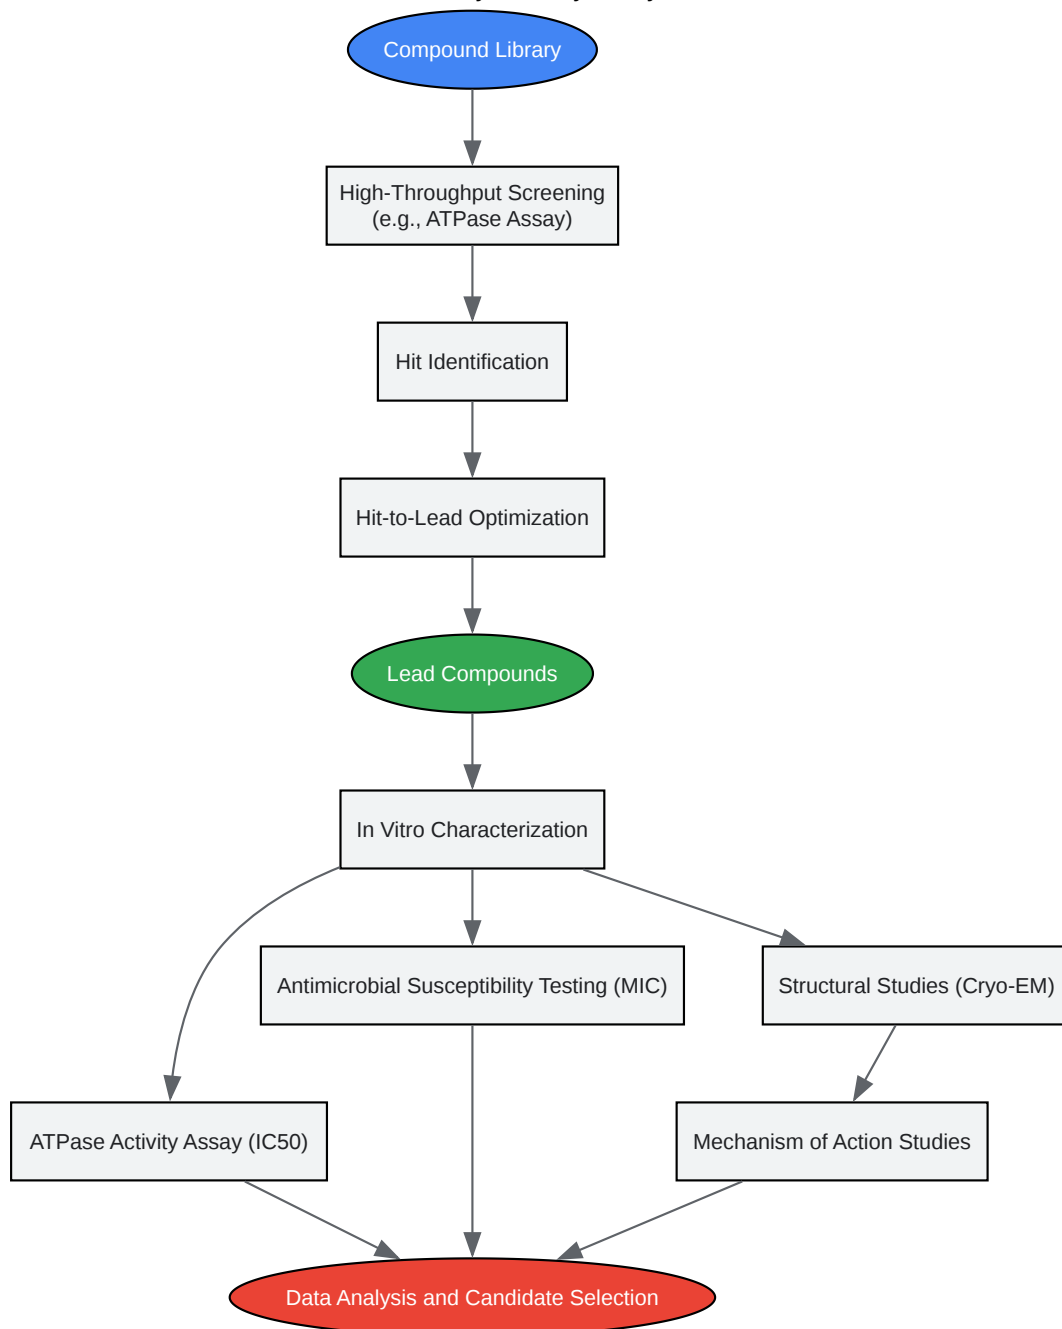 Compound Library
High-Throughput Screening
(e.g., ATPase Assay)
Hit Identification
Hit-to-Lead Optimization
Lead Compounds
In Vitro Characterization
Antimicrobial Susceptibility Testing (MIC)
Structural Studies (Cryo-EM)
ATPase Activity Assay (IC50)
Mechanism of Action Studies
Data Analysis and Candidate Selection